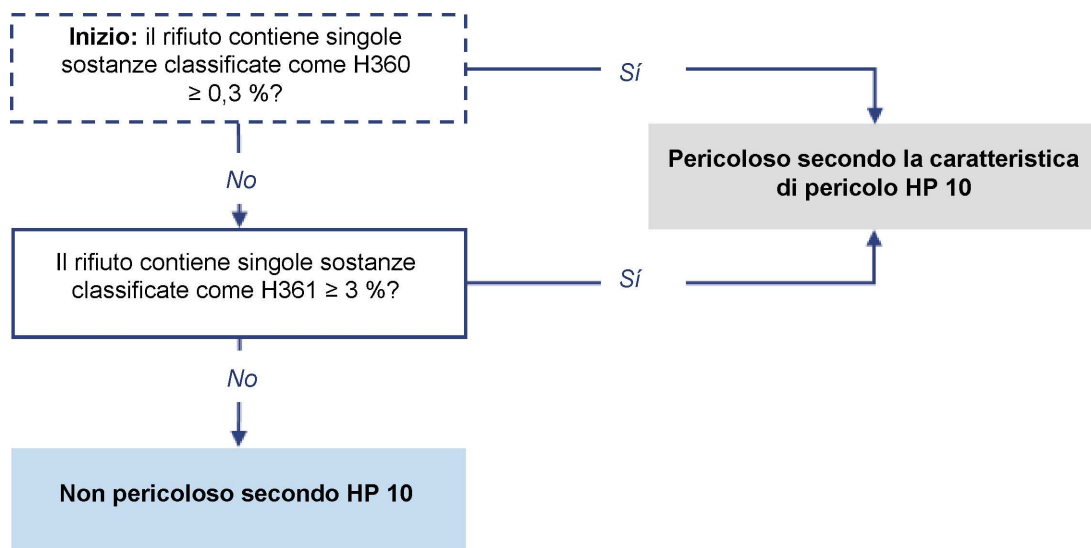 Inizio: il rifiuto contiene singole
sostanze classificate come H360
≥ 0,3 %?
Sí
Pericoloso secondo la caratteristica
di pericolo HP 10
No
Il rifiuto contiene singole sostanze
classificate come H361 ≥ 3 %?
Sí
No
Non pericoloso secondo HP 10